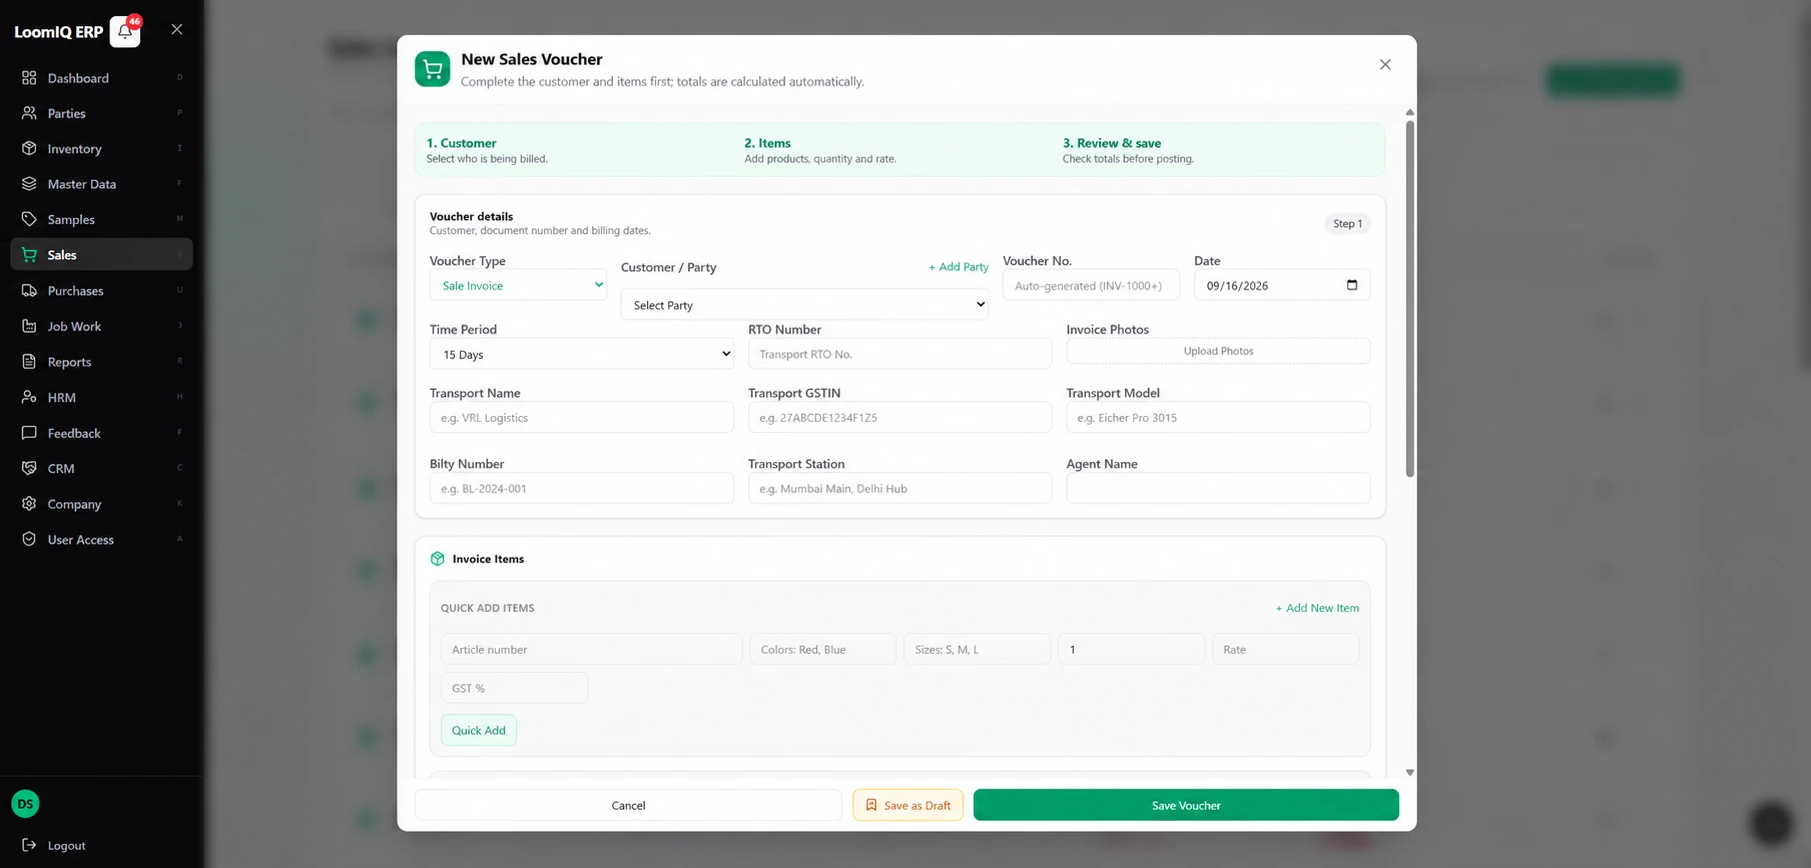 LoomIQ ERP
46
Dashboard D
Parties P
Inventory I
Master Data F
Samples M
Sales S
Purchases U
Job Work J
Reports R
HRM H
Feedback F
CRM C
Company K
User Access A
DS
Logout
New Sales Voucher
Complete the customer and items first; totals are calculated automatically.
1. Customer
Select who is being billed.
2. Items
Add products, quantity and rate.
3. Review & save
Check totals before posting.
Voucher details
Customer, document number and billing dates.
Step 1
Voucher Type
Sale Invoice
Customer / Party
+ Add Party
Select Party
Voucher No.
Auto-generated (INV-1000+)
Date
09/16/2026
Time Period
15 Days
RTO Number
Transport RTO No.
Invoice Photos
Upload Photos
Transport Name
e.g. VRL Logistics
Transport GSTIN
e.g. 27ABCDE1234F1Z5
Transport Model
e.g. Eicher Pro 3015
Bilty Number
e.g. BL-2024-001
Transport Station
e.g. Mumbai Main, Delhi Hub
Agent Name
Invoice Items
QUICK ADD ITEMS
+ Add New Item
Article number
Colors: Red, Blue
Sizes: S, M, L
1
Rate
GST %
Quick Add
Cancel
Save as Draft
Save Voucher